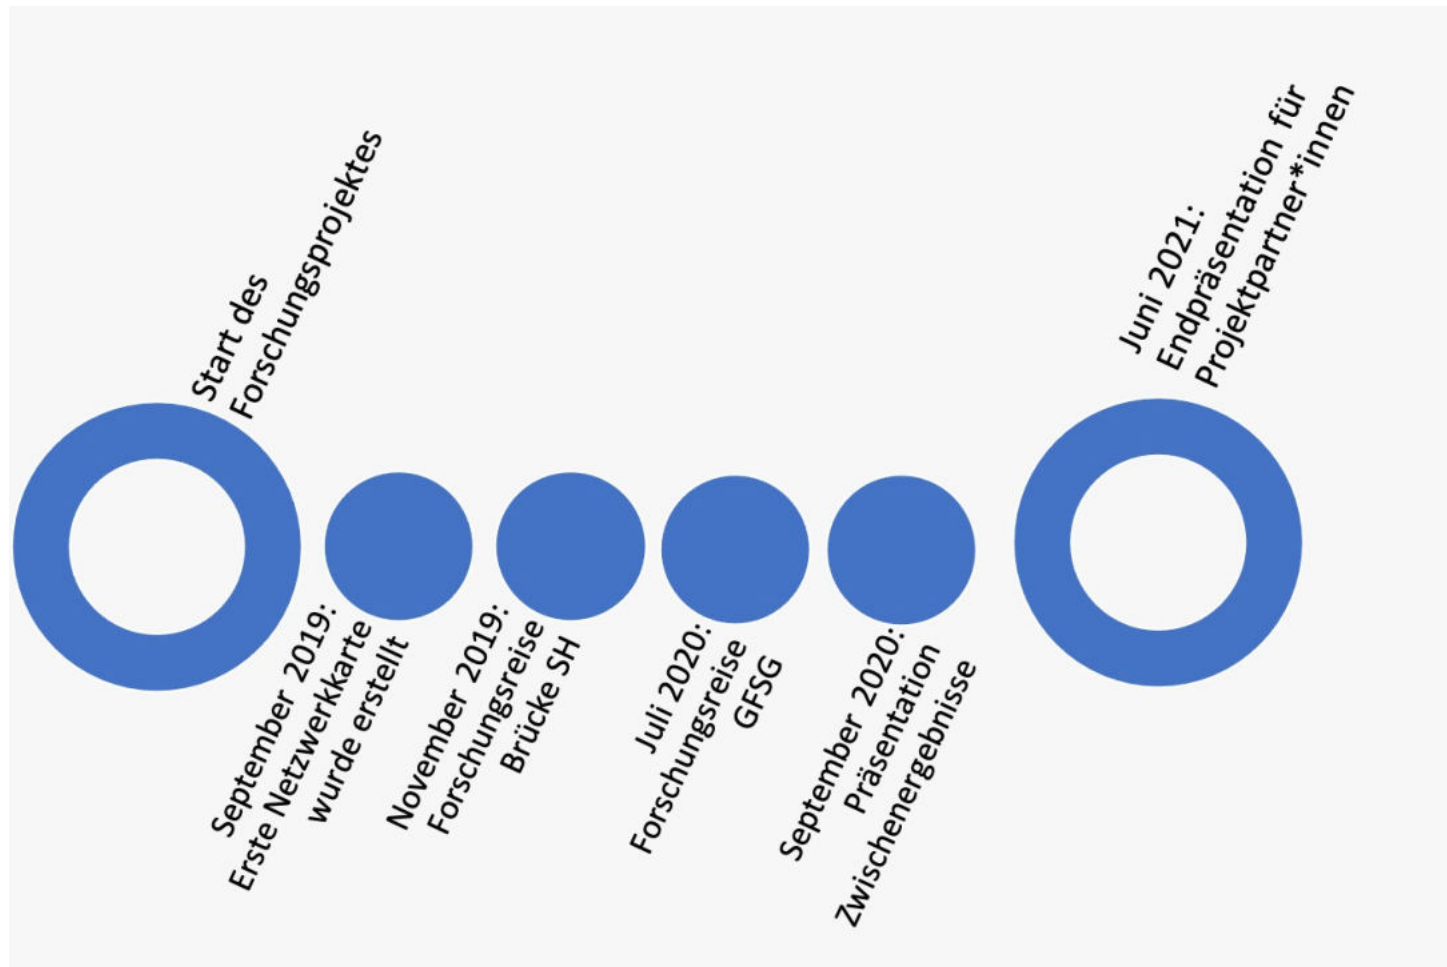 Start des
Forschungsprojektes
September 2019:
Erste Netzwerkkarte
wurde erstellt
November 2019:
Forschungsreise
Brücke SH
Juli 2020:
Forschungsreise
GFSG
September 2020:
Präsentation
Zwischenergebnisse
Juni 2021:
Endpräsentation für
Projektpartner*innen